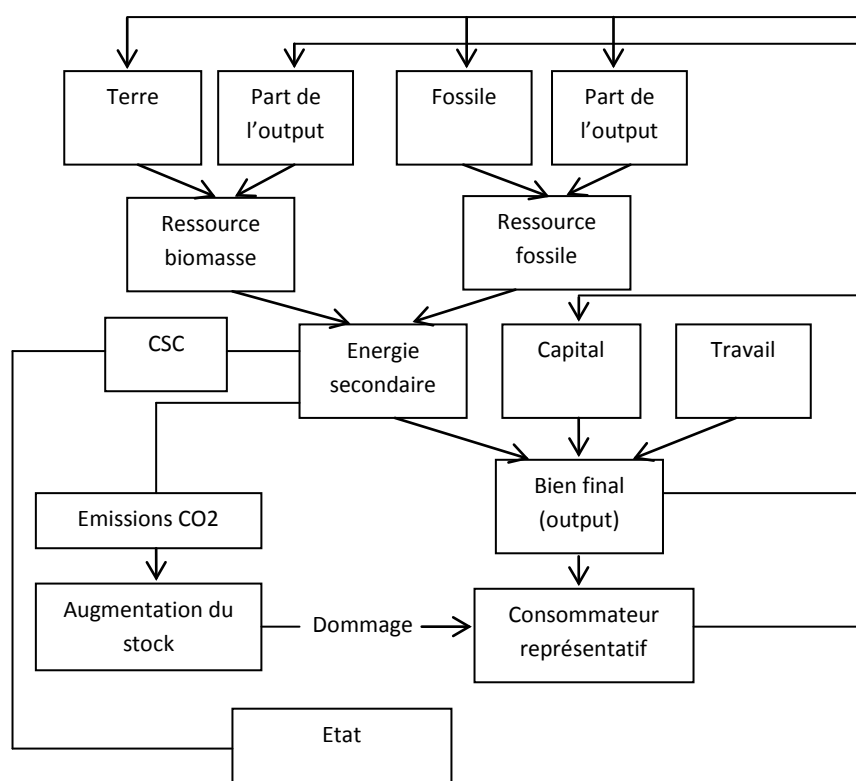 Terre
Part de
l'output
Fossile
Part de
l'output
Ressource
biomasse
Ressource
fossile
CSC
Energie
secondaire
Capital
Travail
Bien final
(output)
Emissions CO2
Augmentation du
stock
Dommage
Consommateur
représentatif
Etat